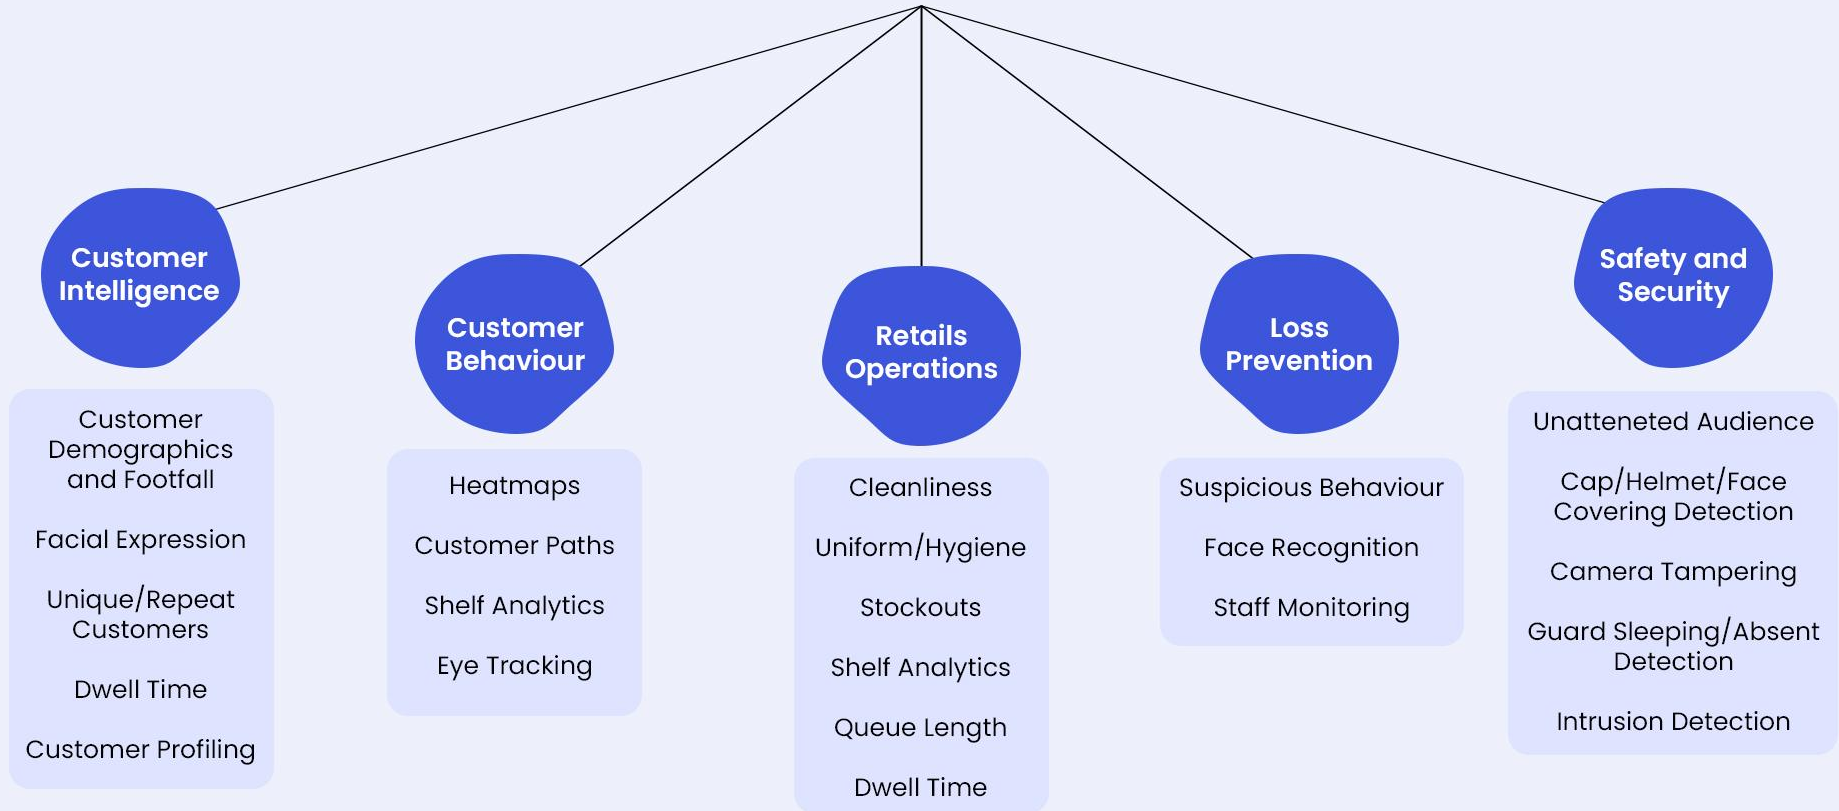 Customer
Intelligence
Customer
Demographics
and Footfall
Facial Expression
Unique/Repeat
Customers
Dwell Time
Customer Profiling
Customer
Behaviour
Heatmaps
Customer Paths
Shelf Analytics
Eye Tracking
Retails
Operations
Cleanliness
Uniform/Hygiene
Stockouts
Shelf Analytics
Queue Length
Dwell Time
Loss
Prevention
Suspicious Behaviour
Face Recognition
Staff Monitoring
Safety and
Security
Unatteneted Audience
Cap/Helmet/Face
Covering Detection
Camera Tampering
Guard Sleeping/Absent
Detection
Intrusion Detection